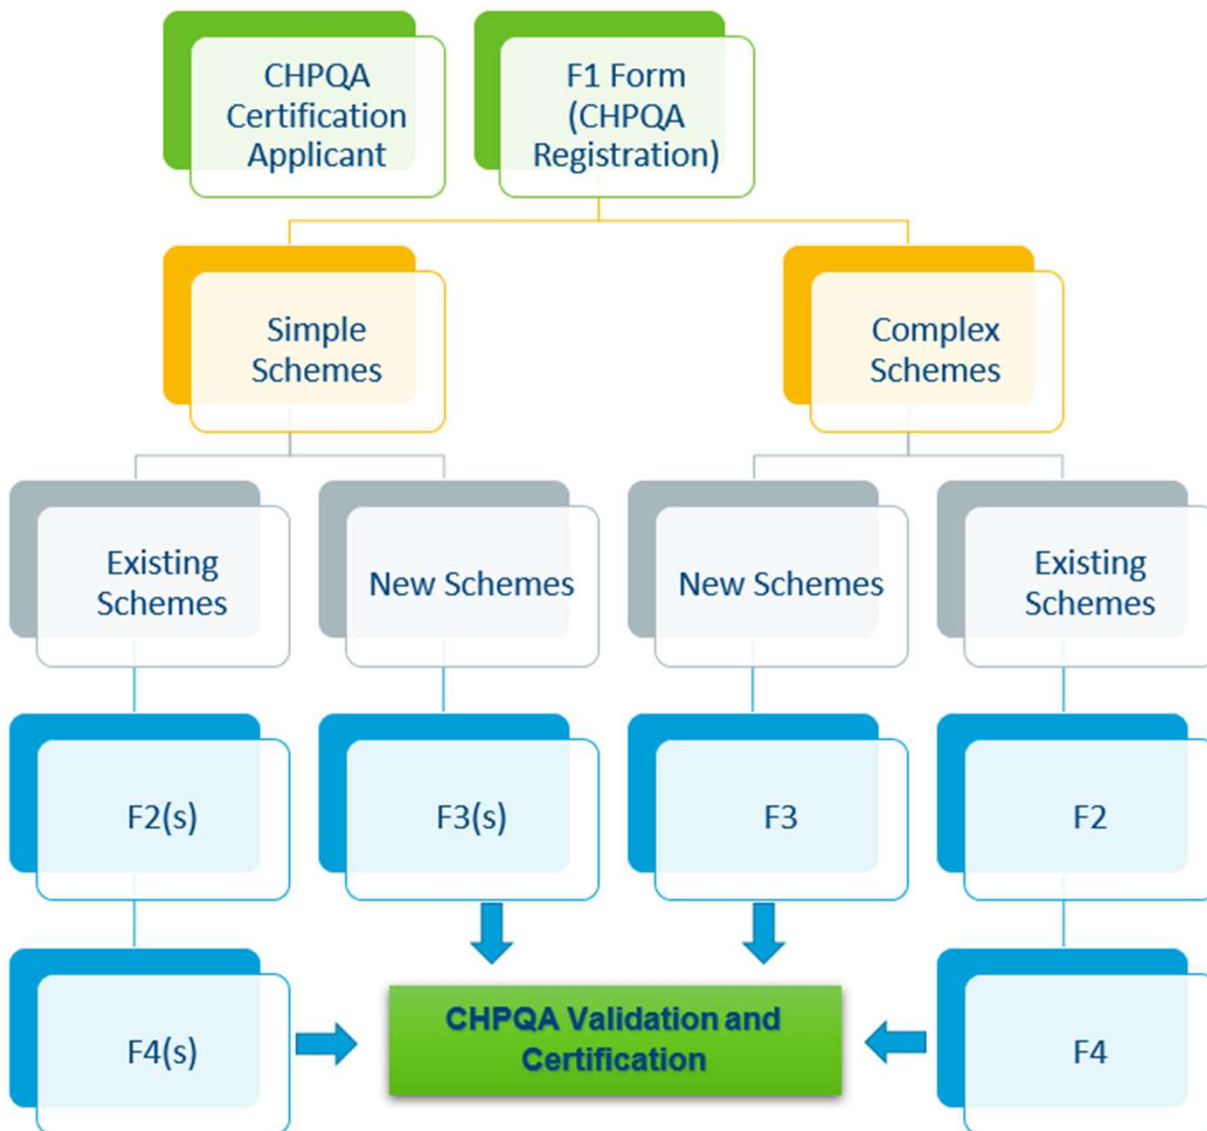 CHPQA
Certification
Applicant
F1 Form
(CHPQA
Registration)
Simple
Schemes
Complex
Schemes
Existing
Schemes
New Schemes
New Schemes
Existing
Schemes
F2(s)
F3(s)
F3
F2
F4(s)
CHPQA Validation and
Certification
F4